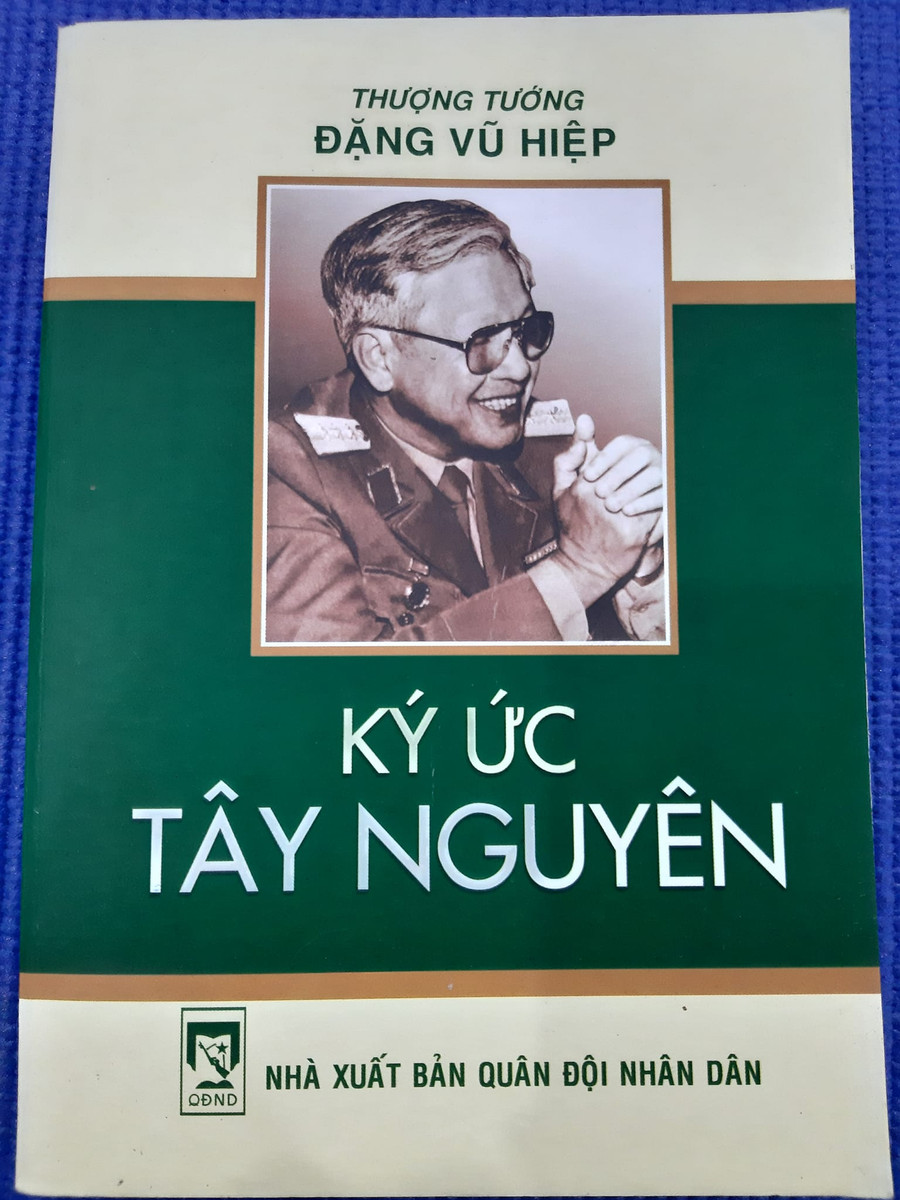 THƯỢNG TƯỚNG
ĐẶNG VŨ HIỆP
KÝ ỨC
TÂY NGUYÊN
QĐND
NHÀ XUẤT BẢN QUÂN ĐỘI NHÂN DÂN